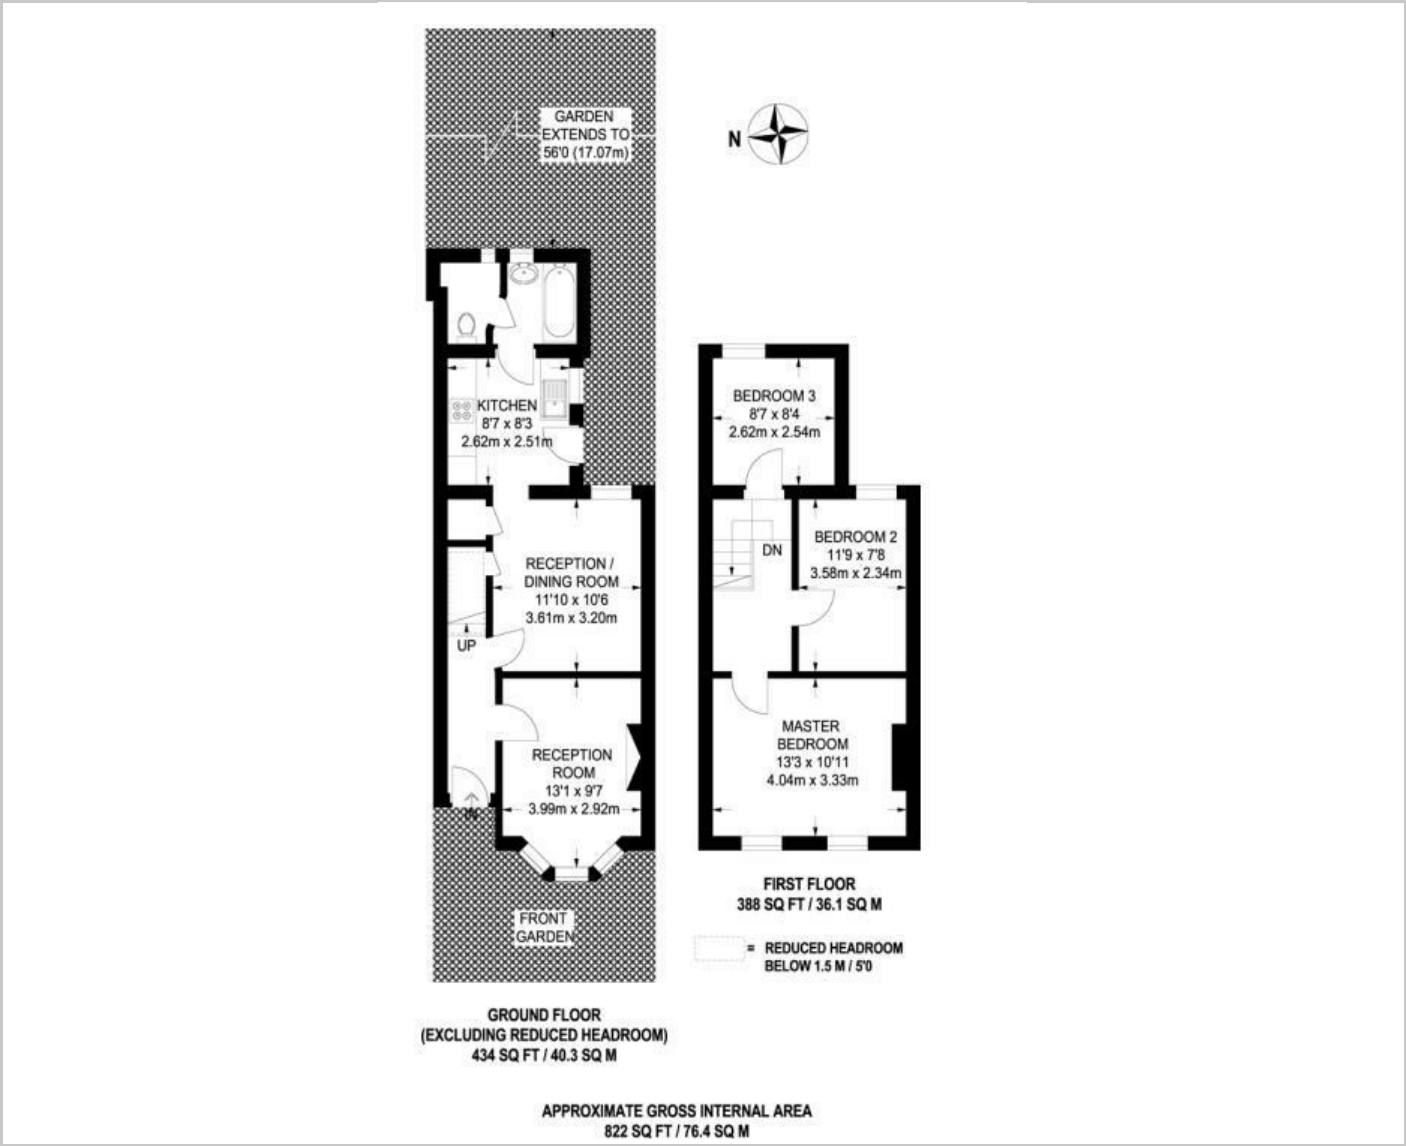 GARDEN
EXTENDS TO
56'0 (17.07m)
N
KITCHEN
8'7 x 8'3
2.62m x 2.51m
BEDROOM 3
8'7 x 8'4
2.62m x 2.54m
RECEPTION /
DINING ROOM
11'10 x 10'6
3.61m x 3.20m
DN
BEDROOM 2
11'9 x 7'8
3.58m x 2.34m
UP
RECEPTION
ROOM
13'1 x 9'7
3.99m x 2.92m
IN
MASTER
BEDROOM
13'3 x 10'11
4.04m x 3.33m
FRONT
GARDEN
FIRST FLOOR
388 SQ FT / 36.1 SQ M
= REDUCED HEADROOM
BELOW 1.5 M / 5'0
GROUND FLOOR
(EXCLUDING REDUCED HEADROOM)
434 SQ FT / 40.3 SQ M
APPROXIMATE GROSS INTERNAL AREA
822 SQ FT / 76.4 SQ M